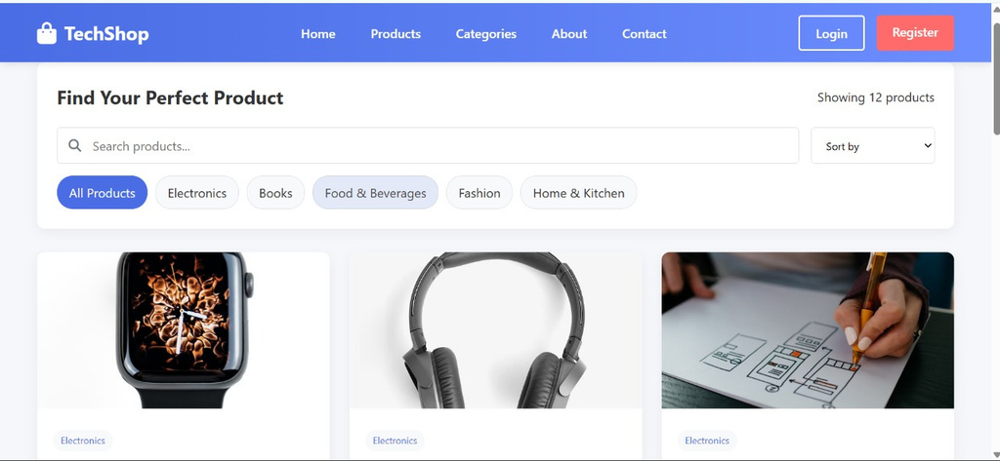 TechShop
Home Products Categories About Contact
Login Register
Find Your Perfect Product
Showing 12 products
Search products...
Sort by
All Products Electronics Books Food & Beverages Fashion Home & Kitchen
Electronics Electronics Electronics